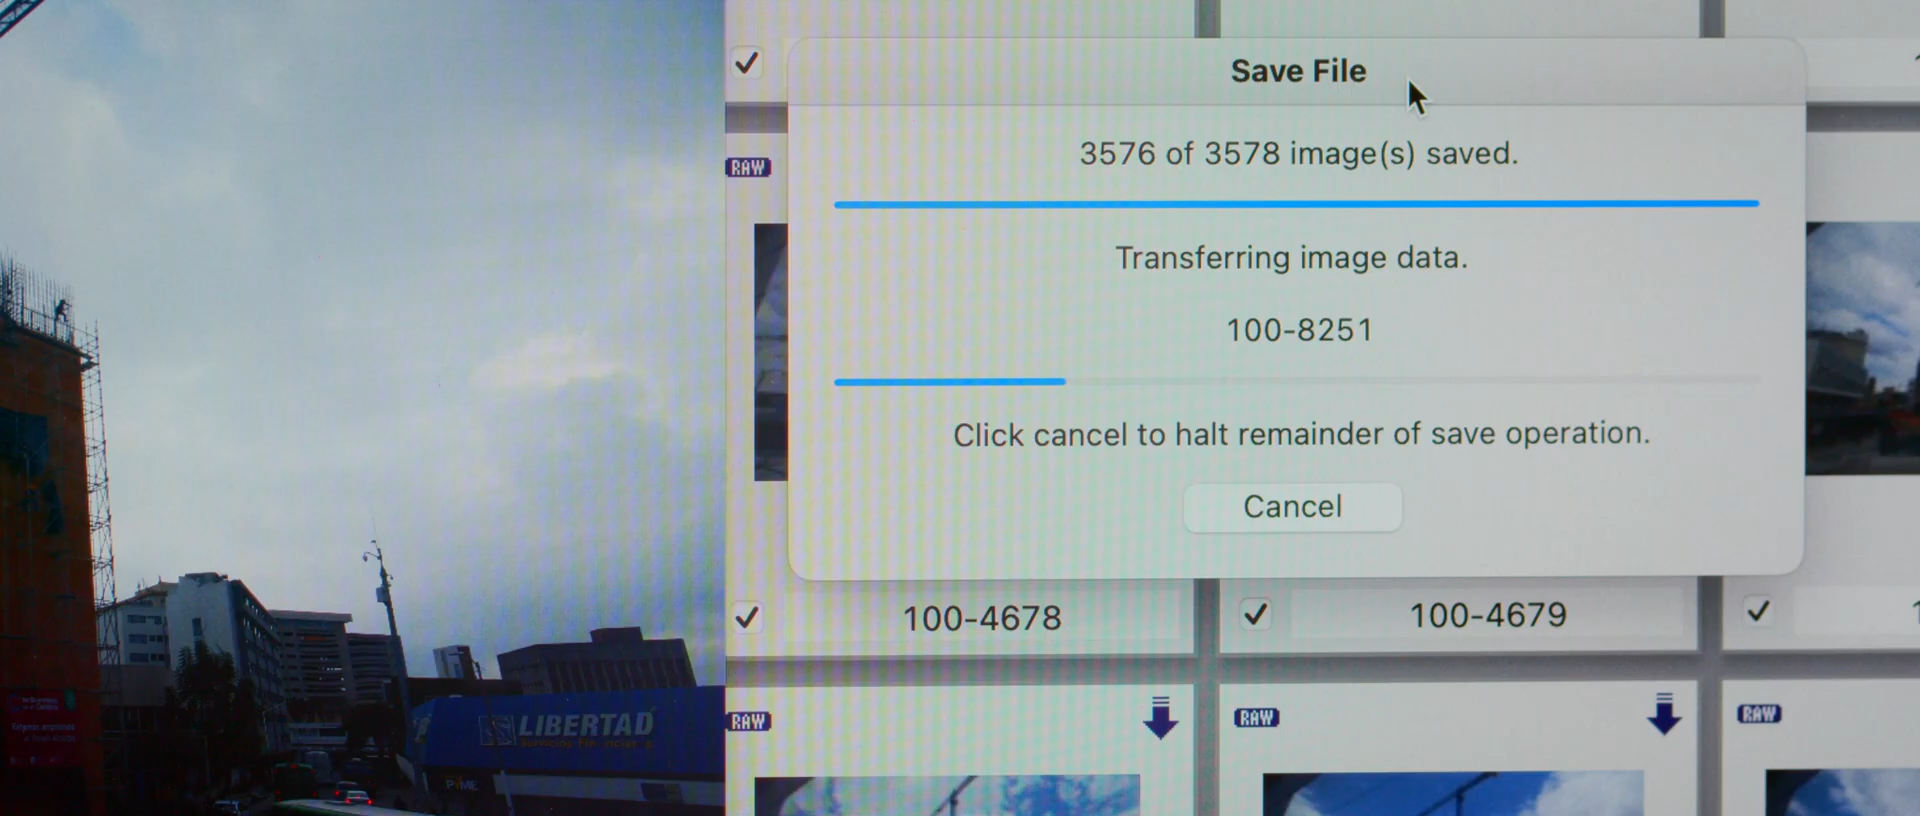 Save File
3576 of 3578 image(s) saved.
RAW
Transferring image data.
100-8251
Click cancel to halt remainder of save operation.
Cancel
100-4678
100-4679
RAW
RAW
RAW
LIBERTAD
PYME